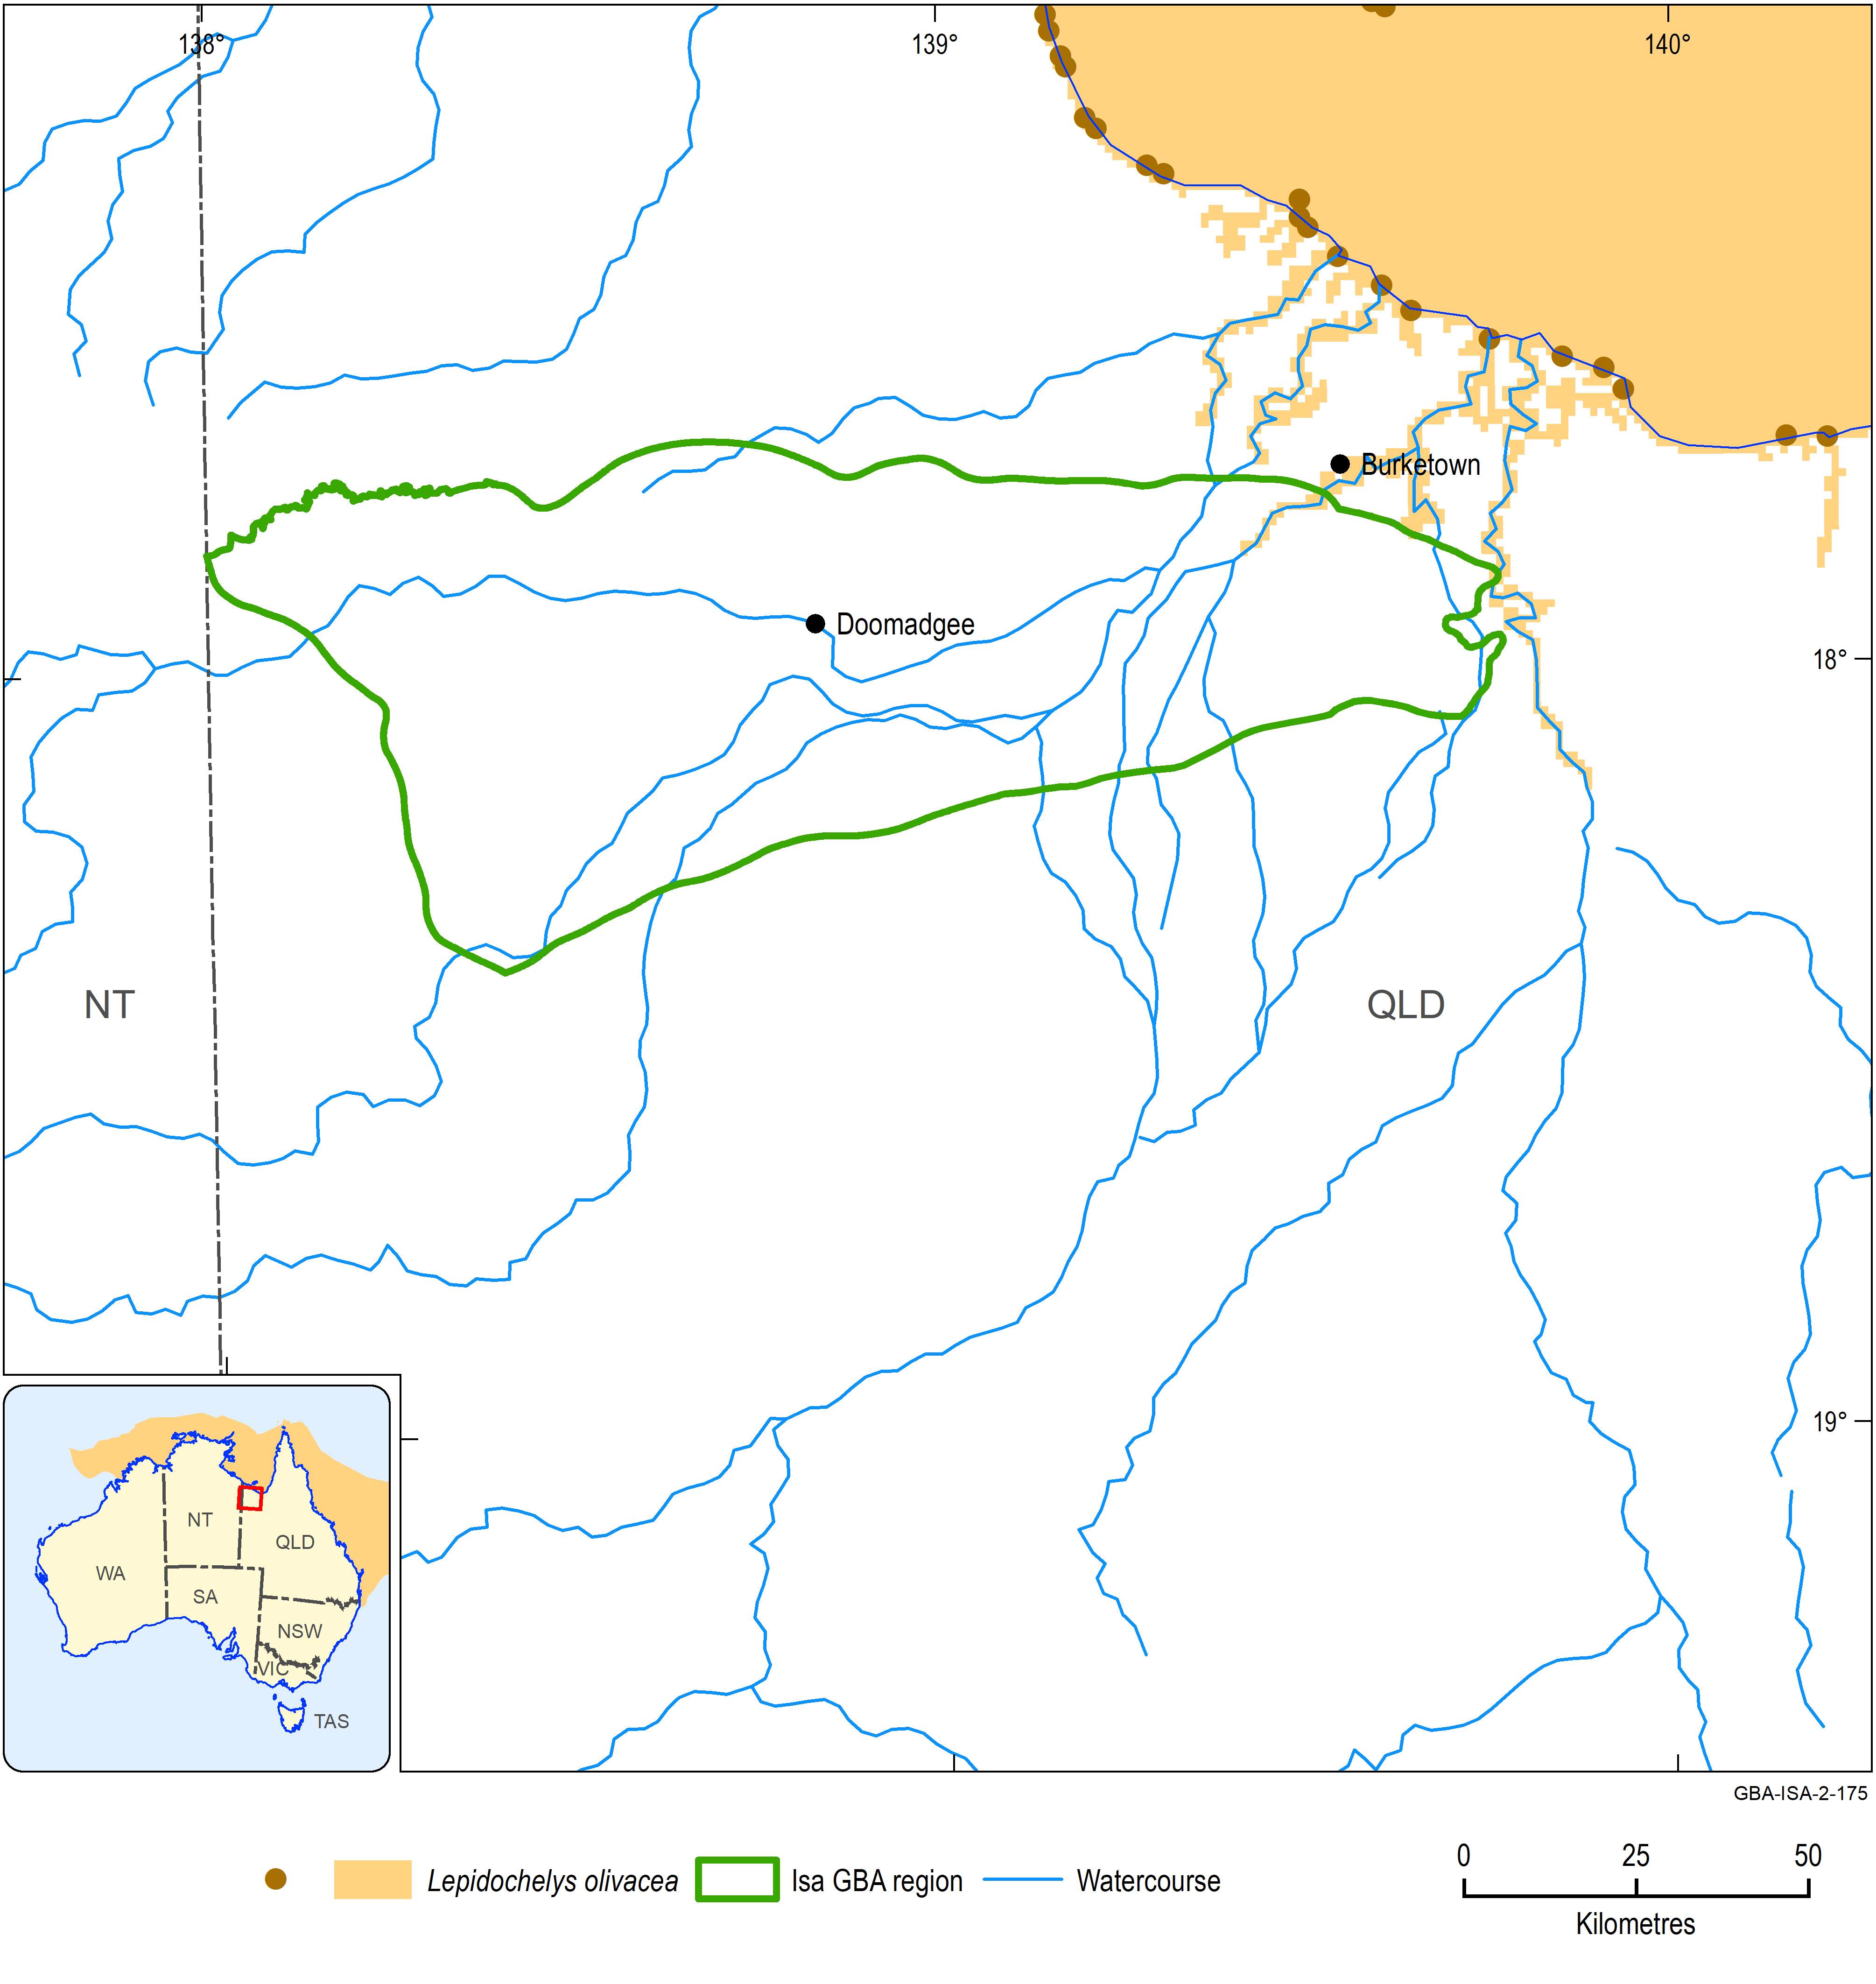 138°
139°
140°
Burketown
Doomadgee
18°
NT
QLD
19°
NT
QLD
WA
SA
NSW
VIC
TAS
GBA-ISA-2-175
Lepidochelys olivacea
Isa GBA region
Watercourse
0 25 50
Kilometres